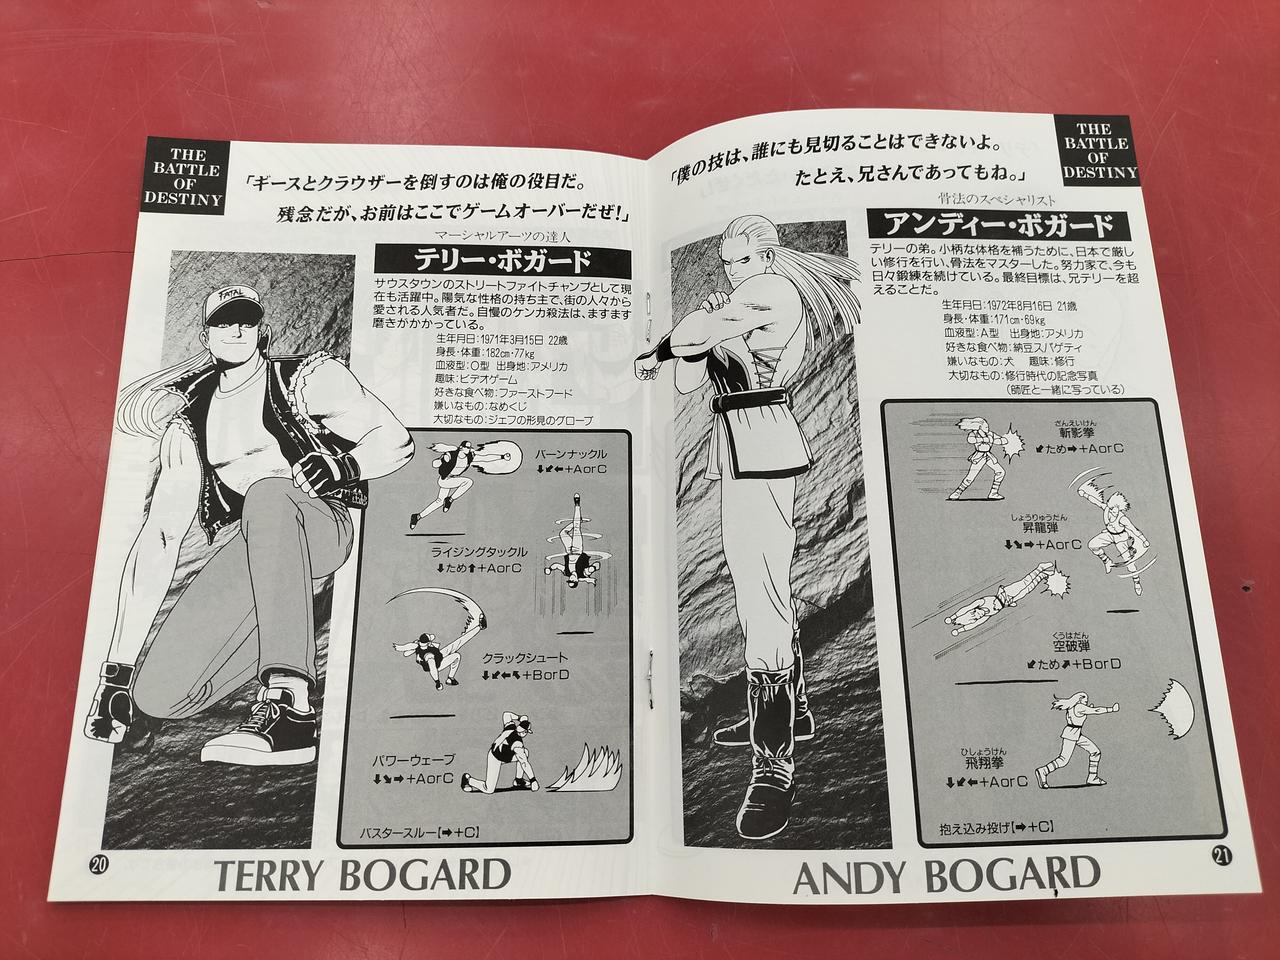 THE
BATTLE
OF
DESTINY
「ギースとクラウザーを倒すのは俺の役目だ。
残念だが、お前はここでゲームオーバーだぜ!」
マーシャルアーツの達人
テリー・ボガード
サウスタウンのストリートファイトチャンプとして現
在も活躍中。陽気な性格の持ち主で、街の人々から
愛される人気者だ。自慢のケンカ殺法は、ますます
磨きがかかっている。
生年月日:1971年3月15日 22歳
身長・体重:182cm・77kg
血液型:O型 出身地:アメリカ
趣味:ビデオゲーム
好きな食べ物:ファーストフード
嫌いなもの:なめくじ
大切なもの:ジェフの形見のグローブ
FATAL
バーンナックル
⬇↙⬅+AorC
ライジングタックル
⬇ため⬆+AorC
クラックシュート
⬇↙⬅↖+BorD
パワーウェーブ
⬇↘➡+AorC
バスタースルー[➡+C]
20
TERRY BOGARD
THE
BATTLE
OF
DESTINY
「僕の技は、誰にも見切ることはできないよ。
たとえ、兄さんであってもね。」
骨法のスペシャリスト
アンディー・ボガード
テリーの弟。小柄な体格を補うために、日本で厳し
い修行を行い、骨法をマスターした。努力家で、今も
日々鍛練を続けている。最終目標は、兄テリーを超
えることだ。
生年月日:1972年8月16日 21歳
身長・体重:171cm・69kg
血液型:A型 出身地:アメリカ
好きな食べ物:納豆スパゲティ
嫌いなもの:犬 趣味:修行
大切なもの:修行時代の記念写真
(師匠と一緒に写っている)
ざんえいけん
斬影拳
↙ため➡+AorC
しょうりゅうだん
昇龍弾
⬇↘➡+AorC
くうはだん
空破弾
↙ため↗+BorD
ひしょうけん
飛翔拳
⬇↙⬅+AorC
抱え込み投げ[➡+C]
21
ANDY BOGARD